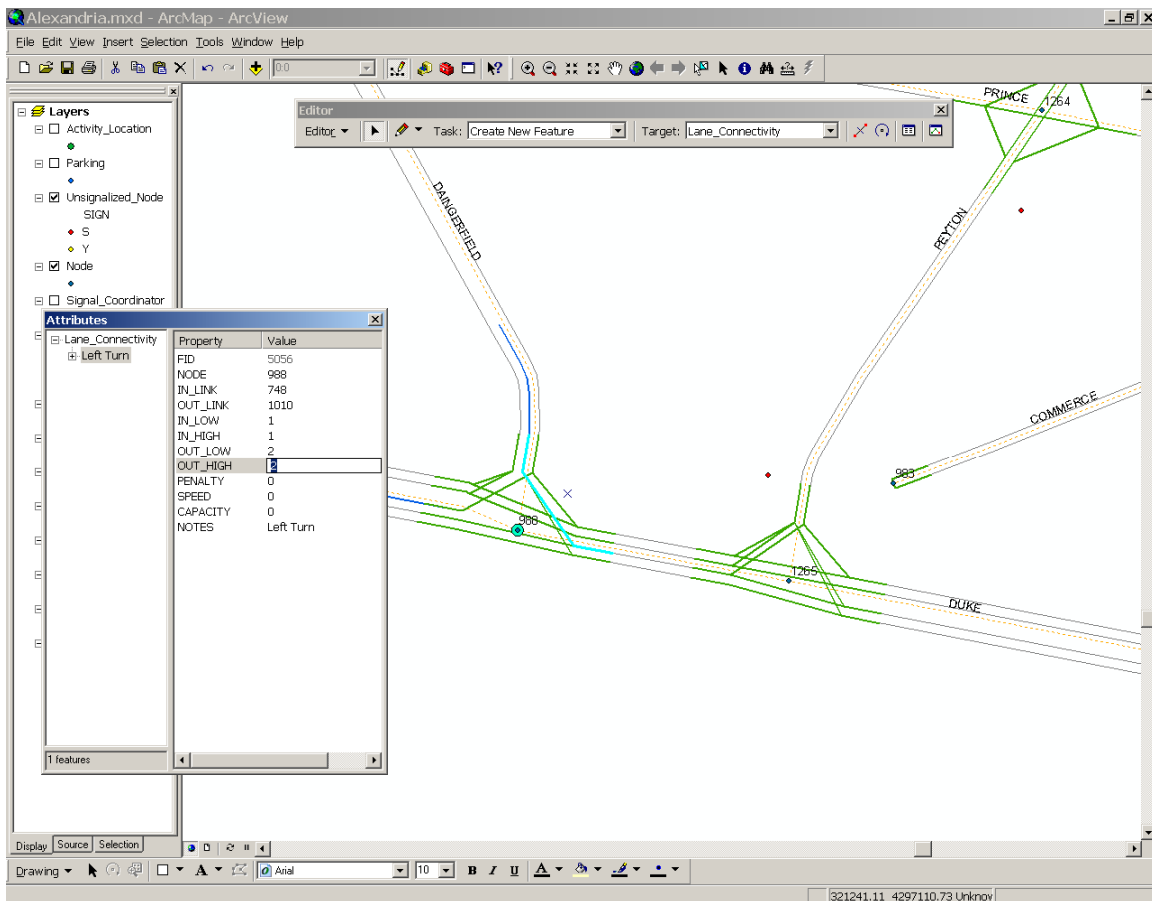 Alexandria.mxd - ArcMap - ArcView
File Edit View Insert Selection Tools Window Help
0:0
Layers
Activity_Location
Parking
Unsignalized_Node
SIGN
S
Y
Node
Signal_Coordinator
Editor
Editor Task: Create New Feature Target: Lane_Connectivity
PRINCE
1264
DAINGERFIELD
PEYTON
COMMERCE
983
988
1265
DUKE
Attributes
Lane_Connectivity
Left Turn
Property Value
FID 5056
NODE 988
IN_LINK 748
OUT_LINK 1010
IN_LOW 1
IN_HIGH 1
OUT_LOW 2
OUT_HIGH 2
PENALTY 0
SPEED 0
CAPACITY 0
NOTES Left Turn
1 features
Display Source Selection
Drawing A Arial 10 B I U A
321241.11 4297110.73 Unknov